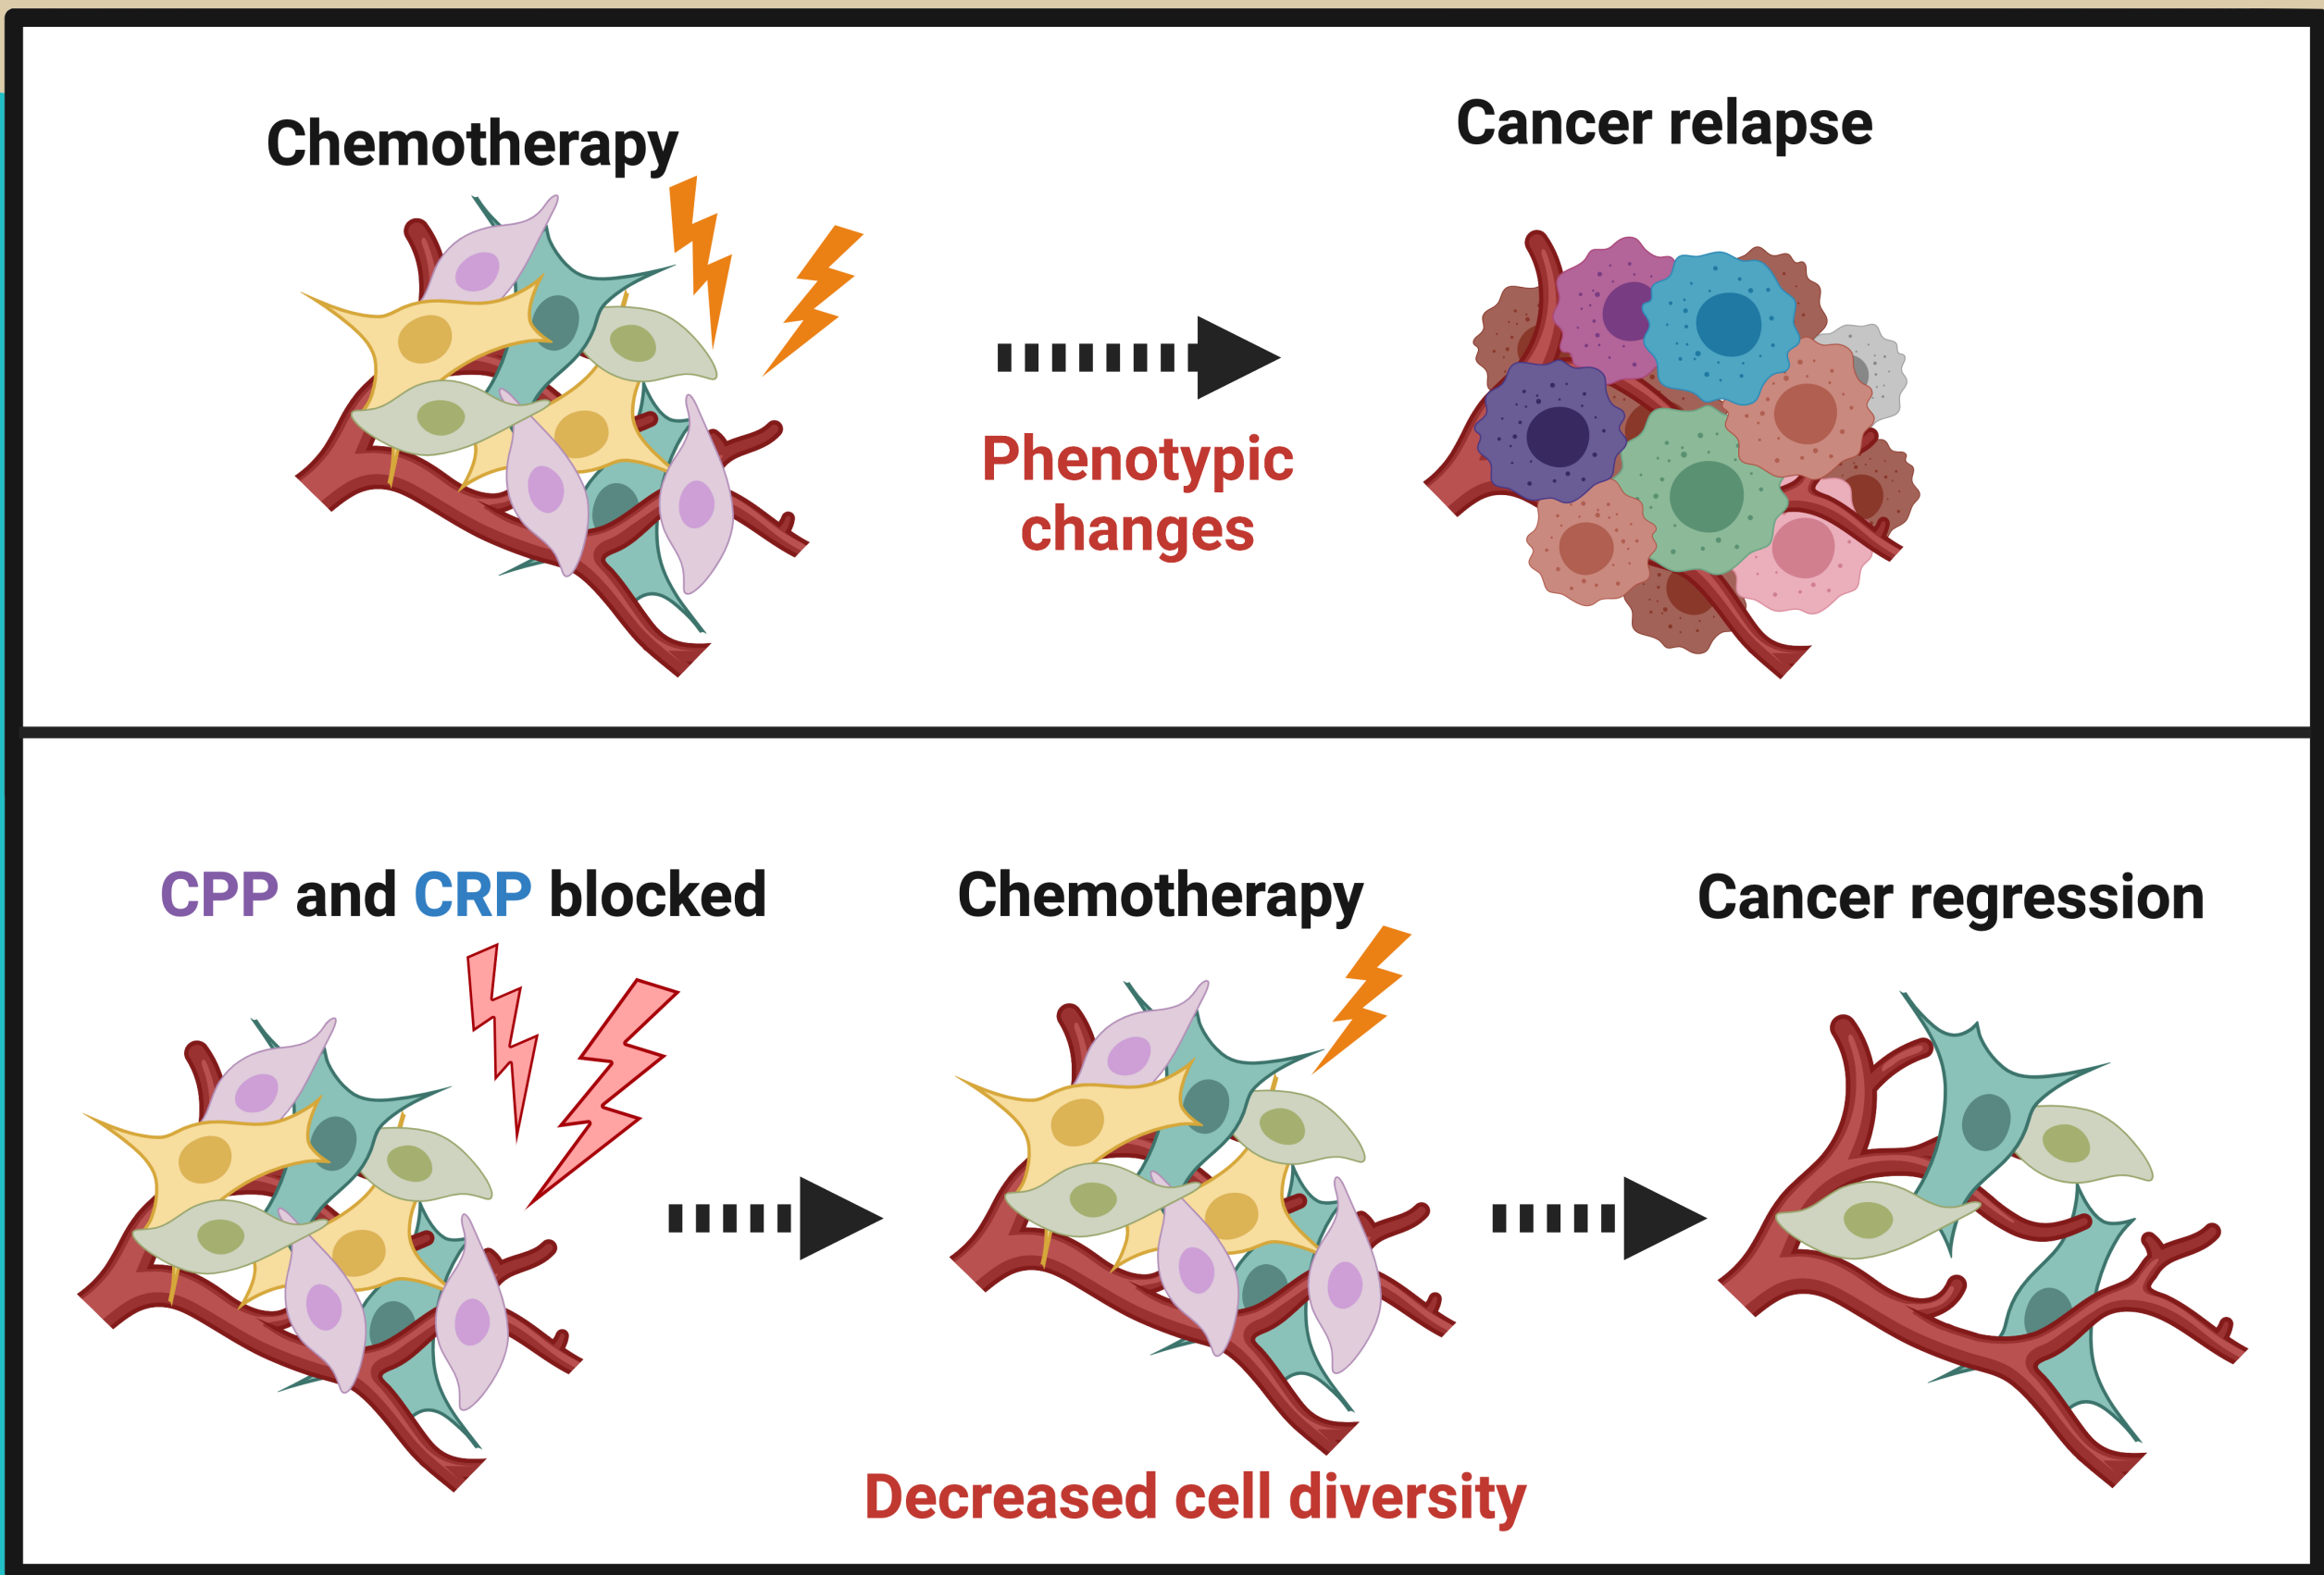 Chemotherapy
Cancer relapse
Phenotypic
changes
CPP and CRP blocked
Chemotherapy
Cancer regression
Decreased cell diversity